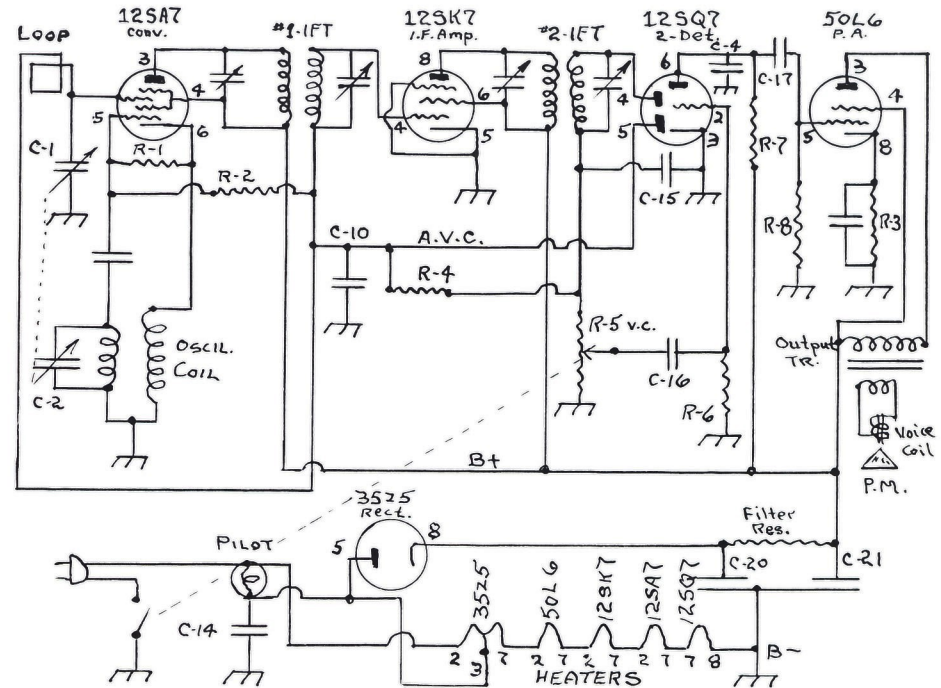 12SA7
Conv.
LOOP
#1-1FT
12SK7
I.F. Amp.
#2-1FT
12SQ7
2-Det.
50L6
P.A.
3
4
5
6
8
6
4
5
6
C-4
C-17
2
4
5
3
3
4
5
8
C-1
R-1
R-2
R-7
C-15
R-8
R-3
C-10
A.V.C.
R-4
R-5 v.c.
OSCIL.
COIL
C-2
C-16
R-6
Output
TR.
Voice
Coil
P.M.
B+
35Z5
Rect.
5
8
Filter
Res.
PILOT
C-20
C-21
C-14
35Z5
50L6
12SK7
12SA7
12SQ7
2
3
7
2
7
2
7
2
7
7
8
B-
HEATERS